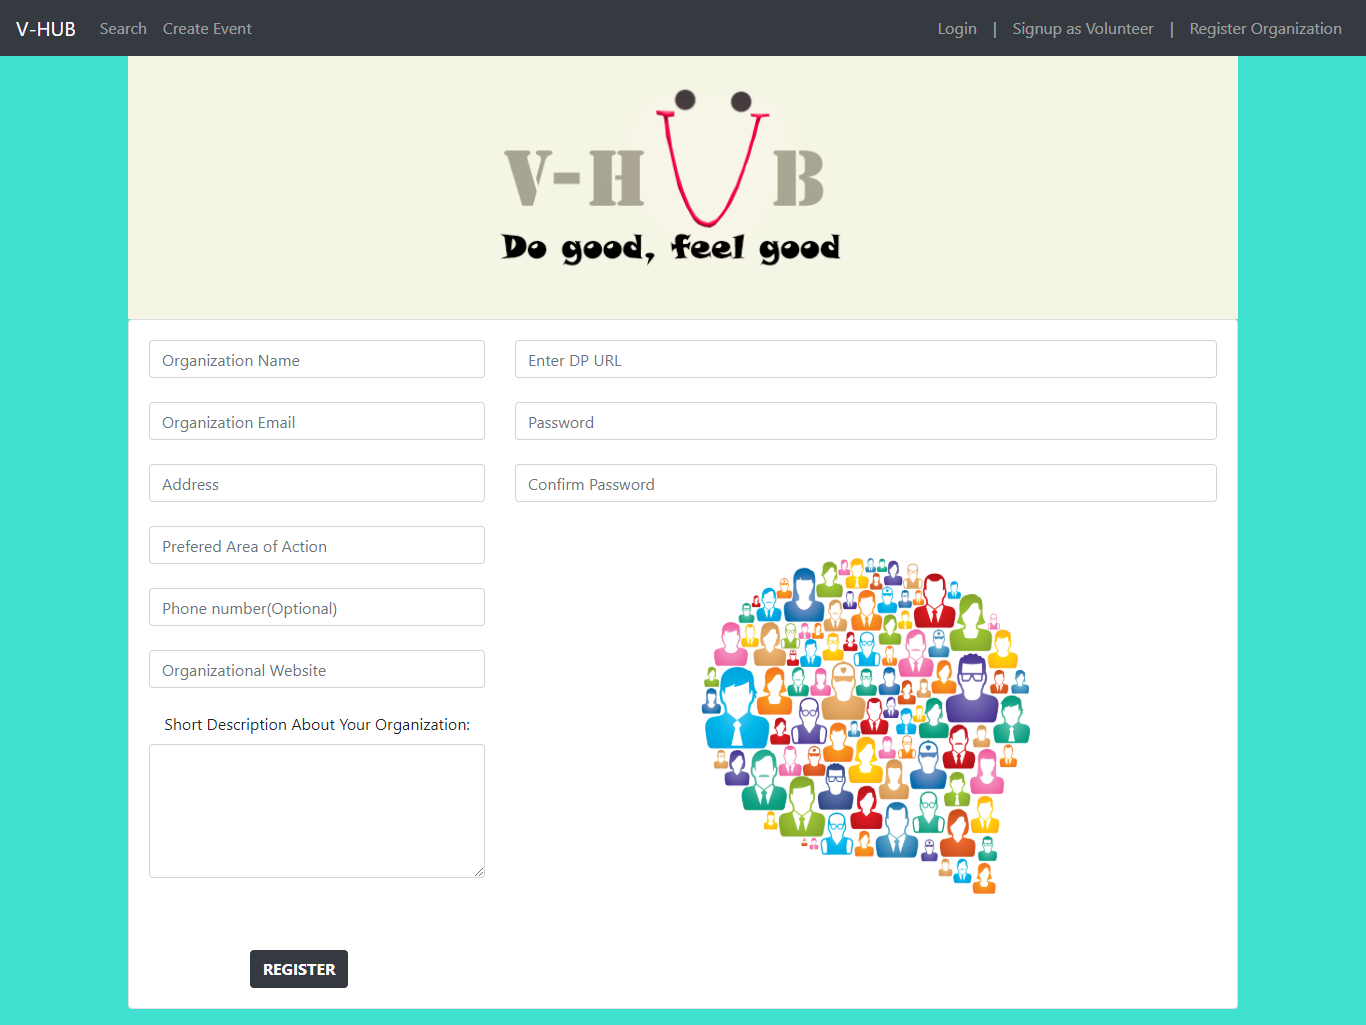 V-HUB Search Create Event Login | Signup as Volunteer | Register Organization
V-HUB
Do good, feel good
Organization Name Enter DP URL
Organization Email Password
Address Confirm Password
Prefered Area of Action
Phone number(Optional)
Organizational Website
Short Description About Your Organization:
REGISTER